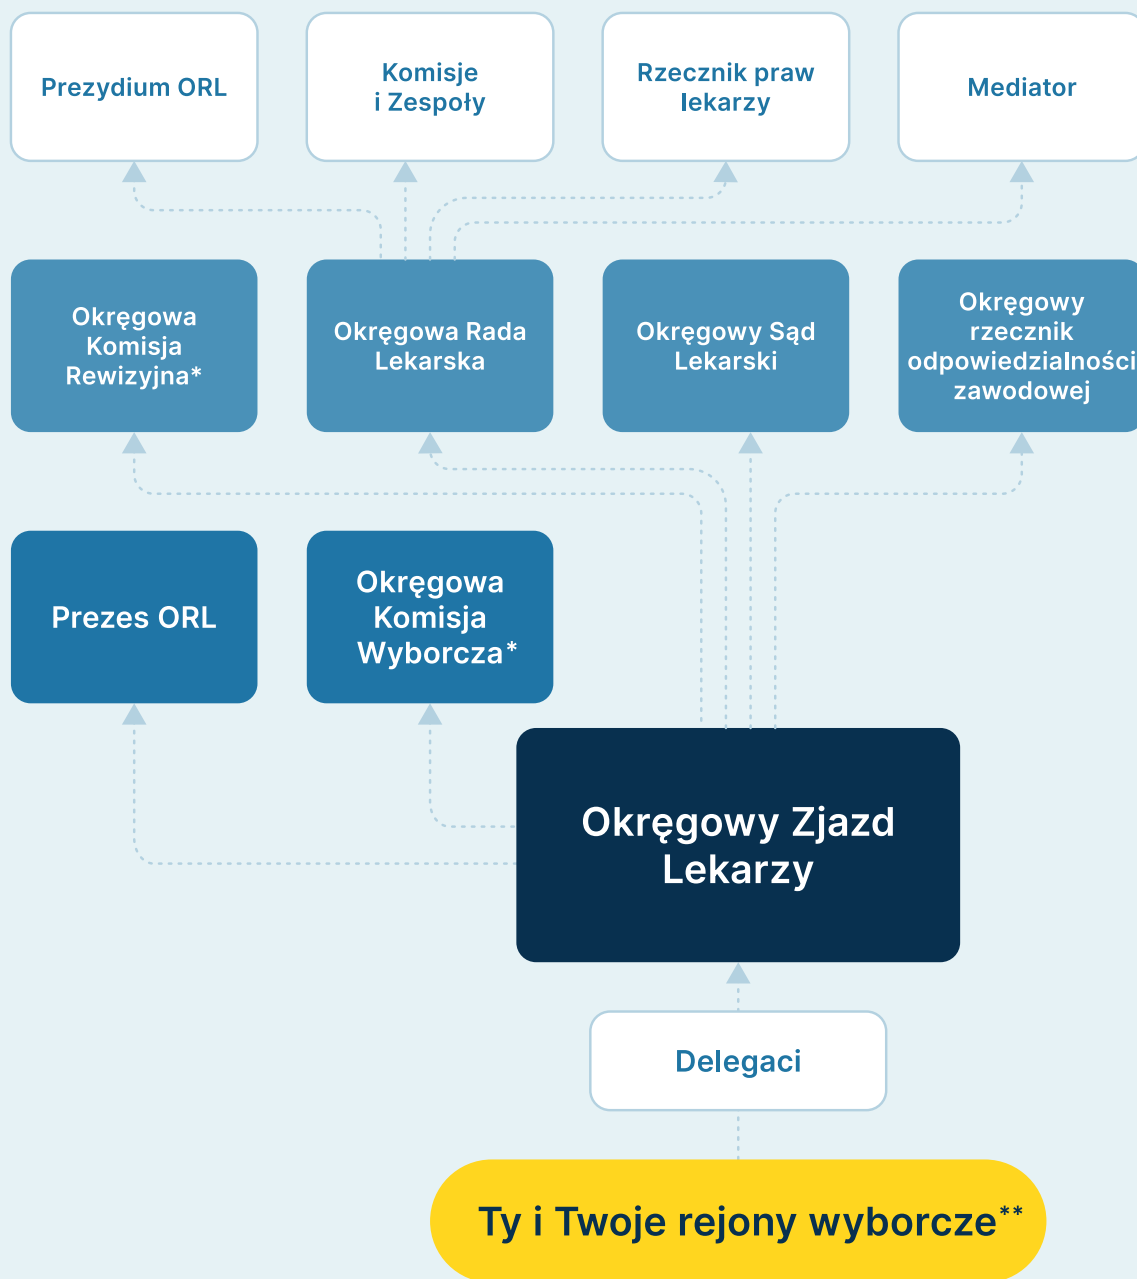 Prezydium ORL
Komisje
i Zespoły
Rzecznik praw
lekarzy
Mediator
Okręgowa
Komisja
Rewizyjna*
Okręgowa Rada
Lekarska
Okręgowy Sąd
Lekarski
Okręgowy
rzecznik
odpowiedzialności
zawodowej
Prezes ORL
Okręgowa
Komisja
Wyborcza*
Okręgowy Zjazd
Lekarzy
Delegaci
Ty i Twoje rejony wyborcze**